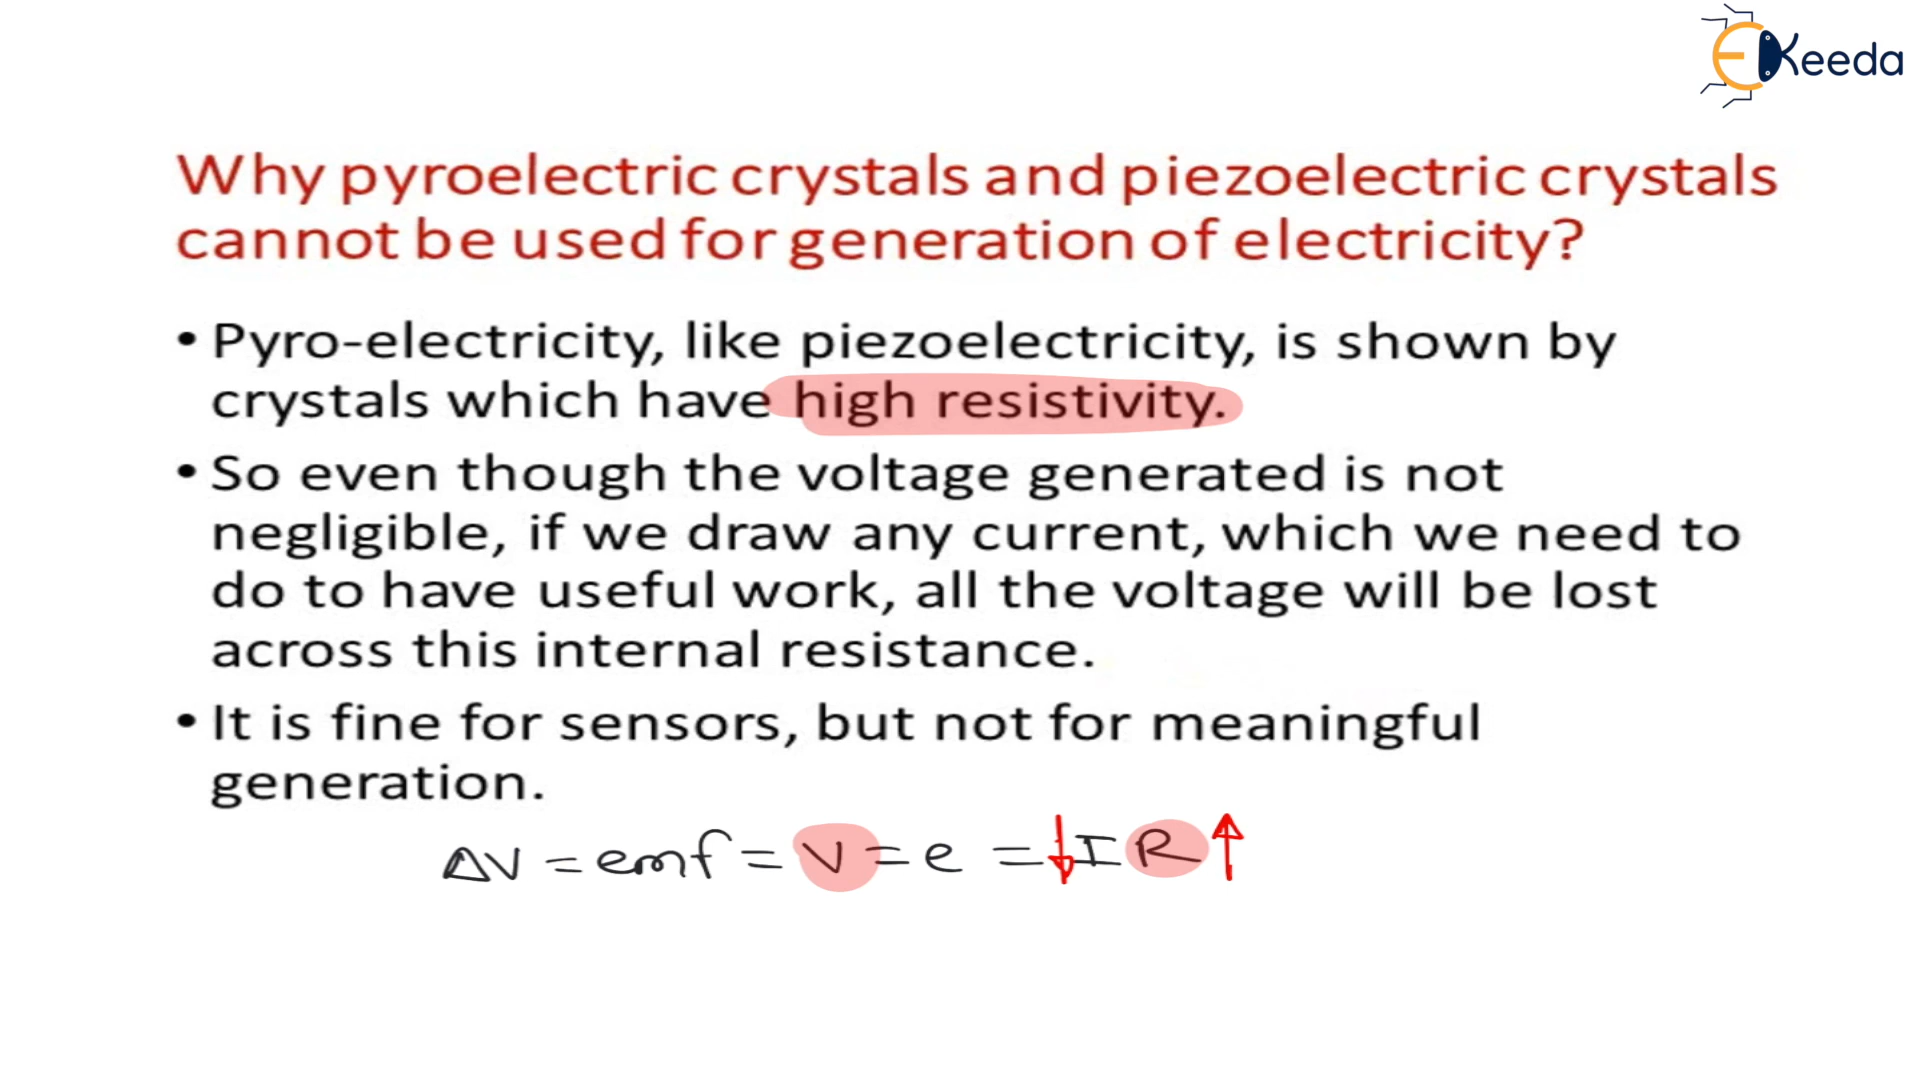 EKeeda
Why pyroelectric crystals and piezoelectric crystals
cannot be used for generation of electricity?
• Pyro-electricity, like piezoelectricity, is shown by
crystals which have high resistivity.
• So even though the voltage generated is not
negligible, if we draw any current, which we need to
do to have useful work, all the voltage will be lost
across this internal resistance.
• It is fine for sensors, but not for meaningful
generation.
ΔV = emf = V = e = ↓IR↑